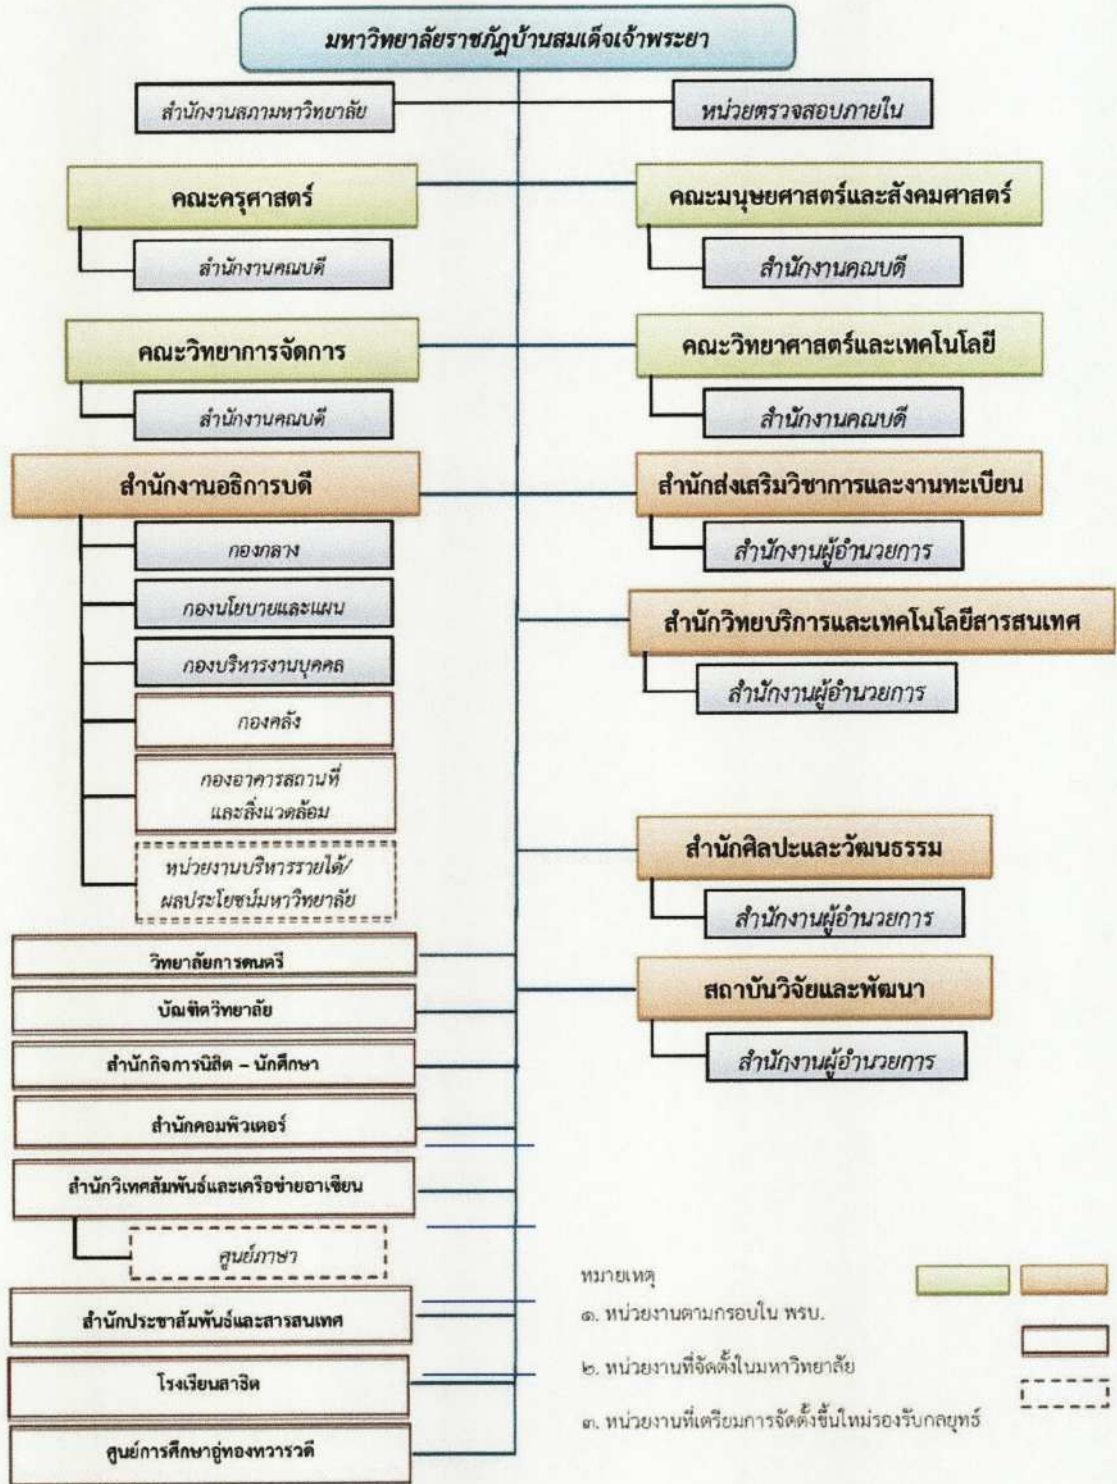 มหาวิทยาลัยราชภัฏบ้านสมเด็จเจ้าพระยา
สำนักงานสภามหาวิทยาลัย
หน่วยตรวจสอบภายใน
คณะครุศาสตร์
คณะมนุษยศาสตร์และสังคมศาสตร์
สำนักงานคณบดี
สำนักงานคณบดี
คณะวิทยาการจัดการ
คณะวิทยาศาสตร์และเทคโนโลยี
สำนักงานคณบดี
สำนักงานคณบดี
สำนักงานอธิการบดี
กองกลาง
กองนโยบายและแผน
กองบริหารงานบุคคล
กองคลัง
กองอาคารสถานที่
และสิ่งแวดล้อม
หน่วยงานบริหารรายได้/
ผลประโยชน์มหาวิทยาลัย
สำนักส่งเสริมวิชาการและงานทะเบียน
สำนักงานผู้อำนวยการ
สำนักวิทยบริการและเทคโนโลยีสารสนเทศ
สำนักงานผู้อำนวยการ
สำนักศิลปะและวัฒนธรรม
สำนักงานผู้อำนวยการ
สถาบันวิจัยและพัฒนา
สำนักงานผู้อำนวยการ
วิทยาลัยการดนตรี
บัณฑิตวิทยาลัย
สำนักกิจการนิสิต – นักศึกษา
สำนักคอมพิวเตอร์
สำนักวิเทศสัมพันธ์และเครือข่ายอาเซียน
ศูนย์ภาษา
สำนักประชาสัมพันธ์และสารสนเทศ
โรงเรียนสาธิต
ศูนย์การศึกษาอู่ทองทวารวดี
หมายเหตุ
๑. หน่วยงานตามกรอบใน พรบ.
๒. หน่วยงานที่จัดตั้งในมหาวิทยาลัย
๓. หน่วยงานที่เตรียมการจัดตั้งขึ้นใหม่รองรับกลยุทธ์